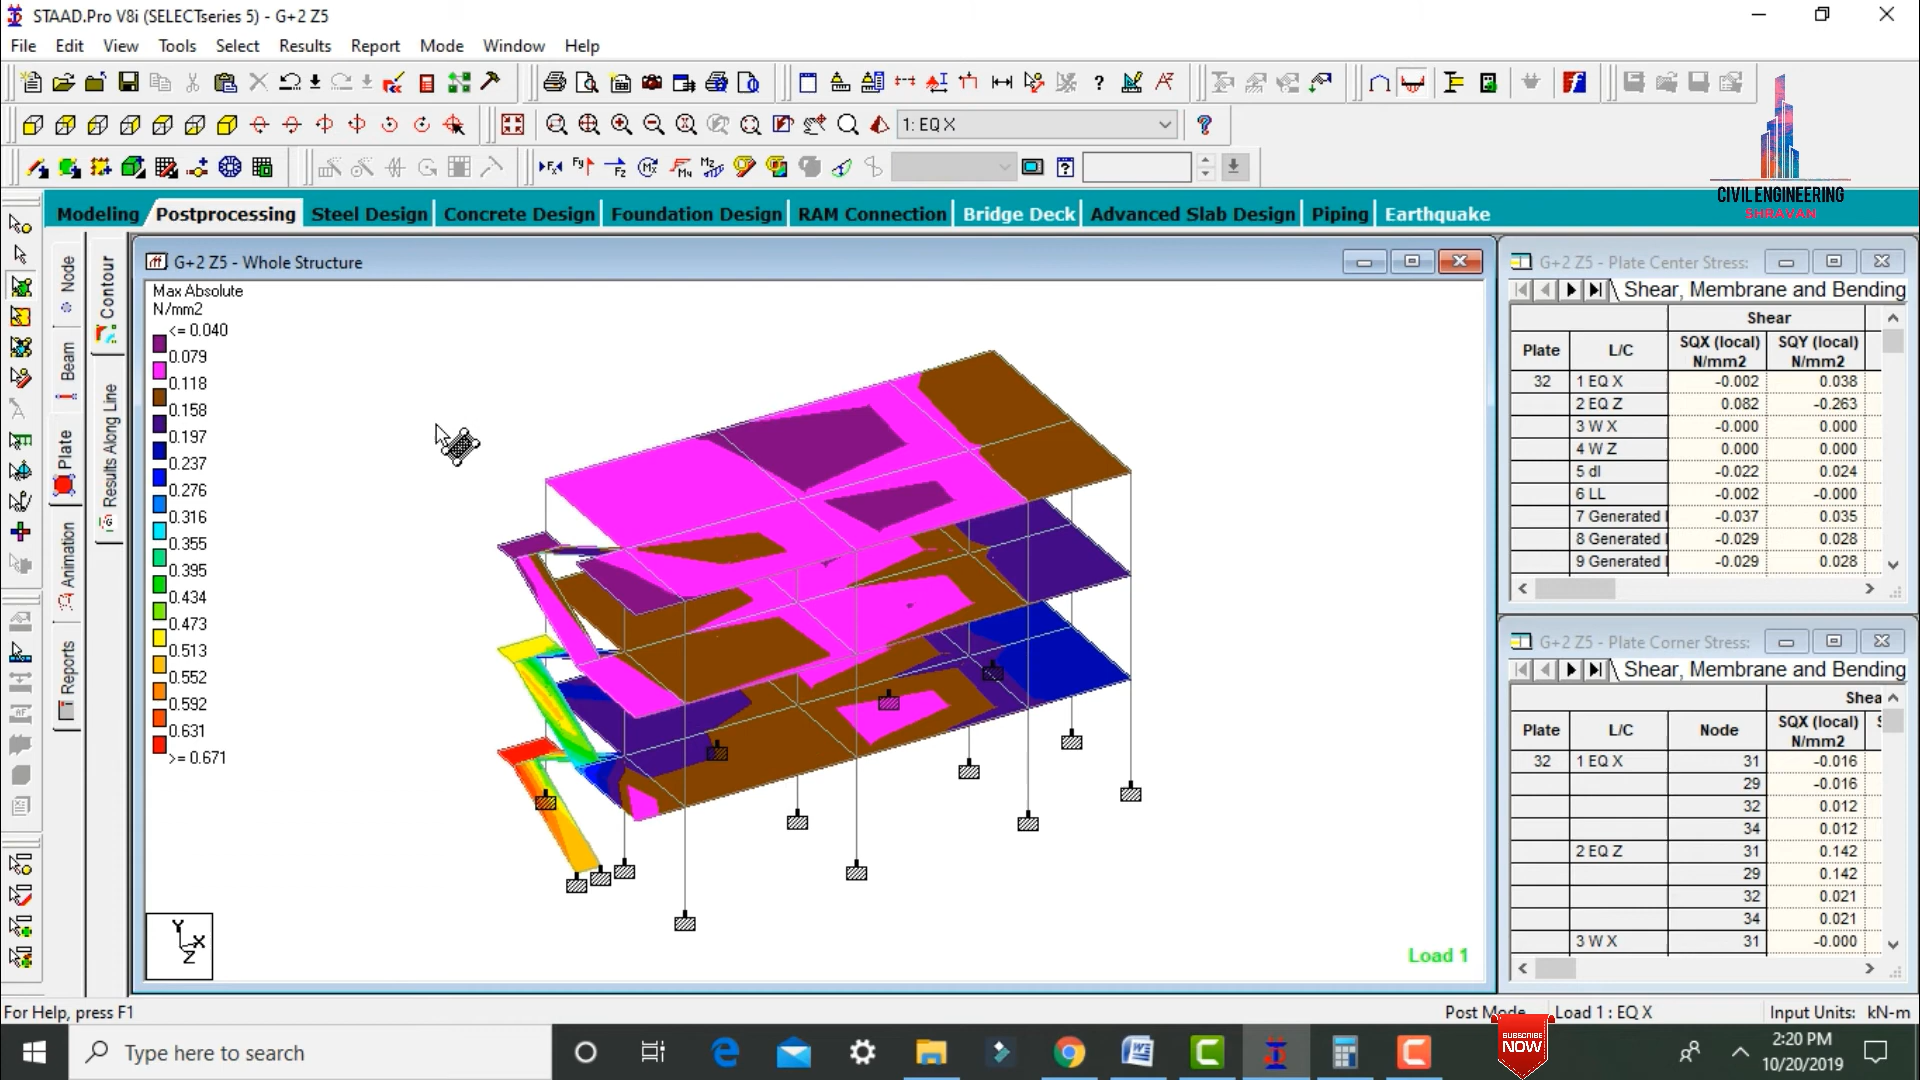 STAAD.Pro V8i (SELECTseries 5) - G+2 Z5
File Edit View Tools Select Results Report Mode Window Help
1: EQ X
CIVILENGINEERING
SHRAVAN
Modeling Postprocessing Steel Design Concrete Design Foundation Design RAM Connection Bridge Deck Advanced Slab Design Piping Earthquake
Node
Beam
Plate
Animation
Reports
Contour
Results Along Line
G+2 Z5 - Whole Structure
Max Absolute
N/mm2
<= 0.040
0.079
0.118
0.158
0.197
0.237
0.276
0.316
0.355
0.395
0.434
0.473
0.513
0.552
0.592
0.631
>= 0.671
Y
X
Z
Load 1
G+2 Z5 - Plate Center Stress:
Shear, Membrane and Bending
Shear
Plate L/C SQX (local) N/mm2 SQY (local) N/mm2
32 1 EQ X -0.002 0.038
2 EQ Z 0.082 -0.263
3 W X -0.000 0.000
4 W Z 0.000 0.000
5 dl -0.022 0.024
6 LL -0.002 -0.000
7 Generated -0.037 0.035
8 Generated -0.029 0.028
9 Generated -0.029 0.028
G+2 Z5 - Plate Corner Stress:
Shear, Membrane and Bending
Shea
Plate L/C Node SQX (local) N/mm2
32 1 EQ X 31 -0.016
29 -0.016
32 0.012
34 0.012
2 EQ Z 31 0.142
29 0.142
32 0.021
34 0.021
3 W X 31 -0.000
For Help, press F1
Post Mode Load 1 : EQ X Input Units: kN-m
Type here to search
SUBSCRIBE
NOW
2:20 PM
10/20/2019